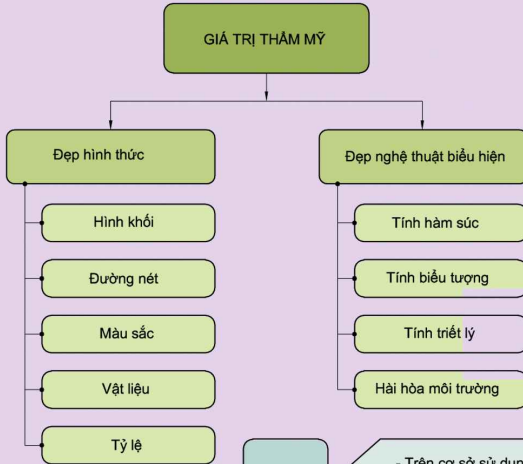 GIÁ TRỊ THẨM MỸ
Đẹp hình thức
Hình khối
Đường nét
Màu sắc
Vật liệu
Tỷ lệ
Đẹp nghệ thuật biểu hiện
Tính hàm súc
Tính biểu tượng
Tính triết lý
Hài hòa môi trường
- Trên cơ sở sử dụn